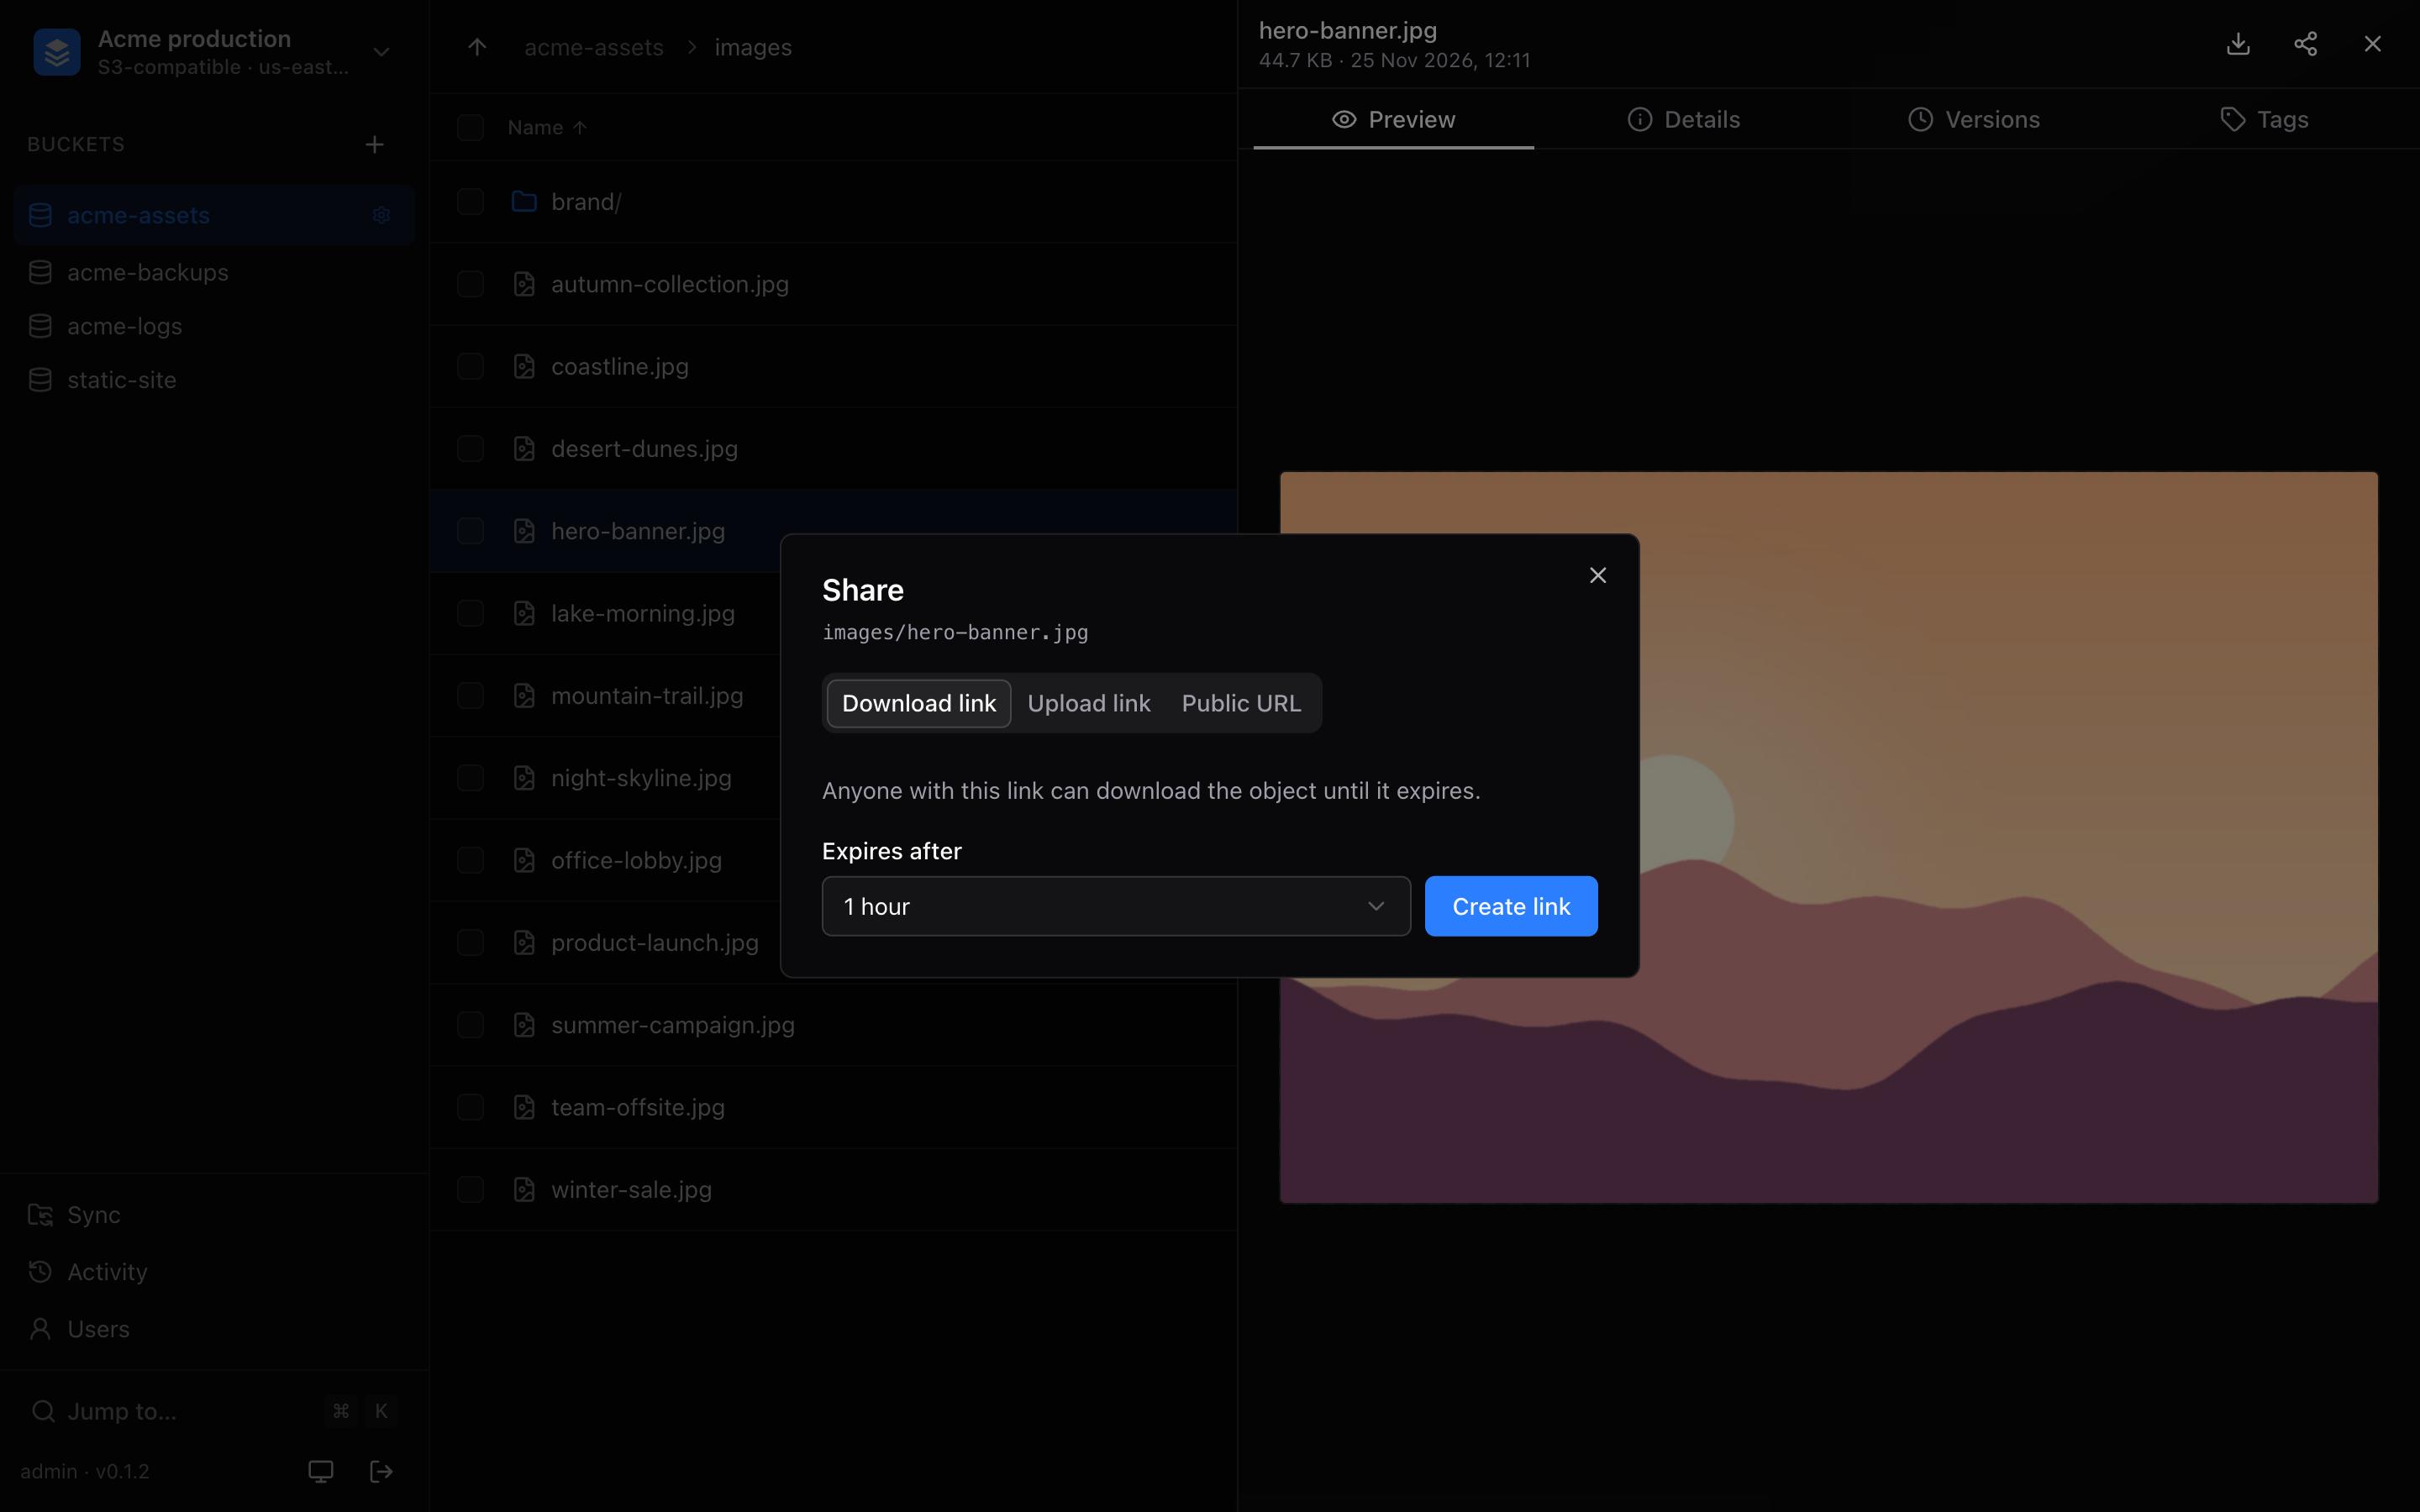 Acme production
S3-compatible · us-east...
BUCKETS
acme-assets
acme-backups
acme-logs
static-site
Sync
Activity
Users
Jump to...
⌘ K
admin · v0.1.2
acme-assets > images
Name ↑
brand/
autumn-collection.jpg
coastline.jpg
desert-dunes.jpg
hero-banner.jpg
lake-morning.jpg
mountain-trail.jpg
night-skyline.jpg
office-lobby.jpg
product-launch.jpg
summer-campaign.jpg
team-offsite.jpg
winter-sale.jpg
hero-banner.jpg
44.7 KB · 25 Nov 2026, 12:11
Preview Details Versions Tags
Share
images/hero-banner.jpg
Download link Upload link Public URL
Anyone with this link can download the object until it expires.
Expires after
1 hour Create link